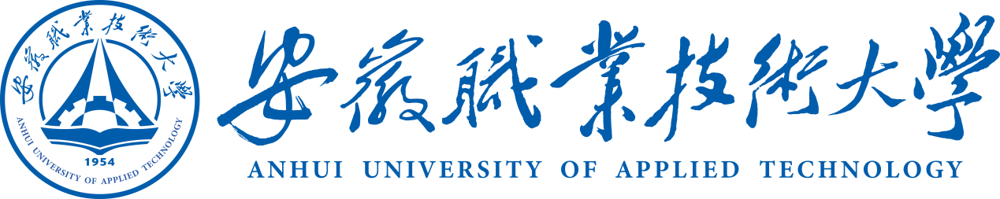 安徽職業技術大學
ANHUI UNIVERSITY OF APPLIED TECHNOLOGY
1954
安徽職業技術大學
ANHUI UNIVERSITY OF APPLIED TECHNOLOGY